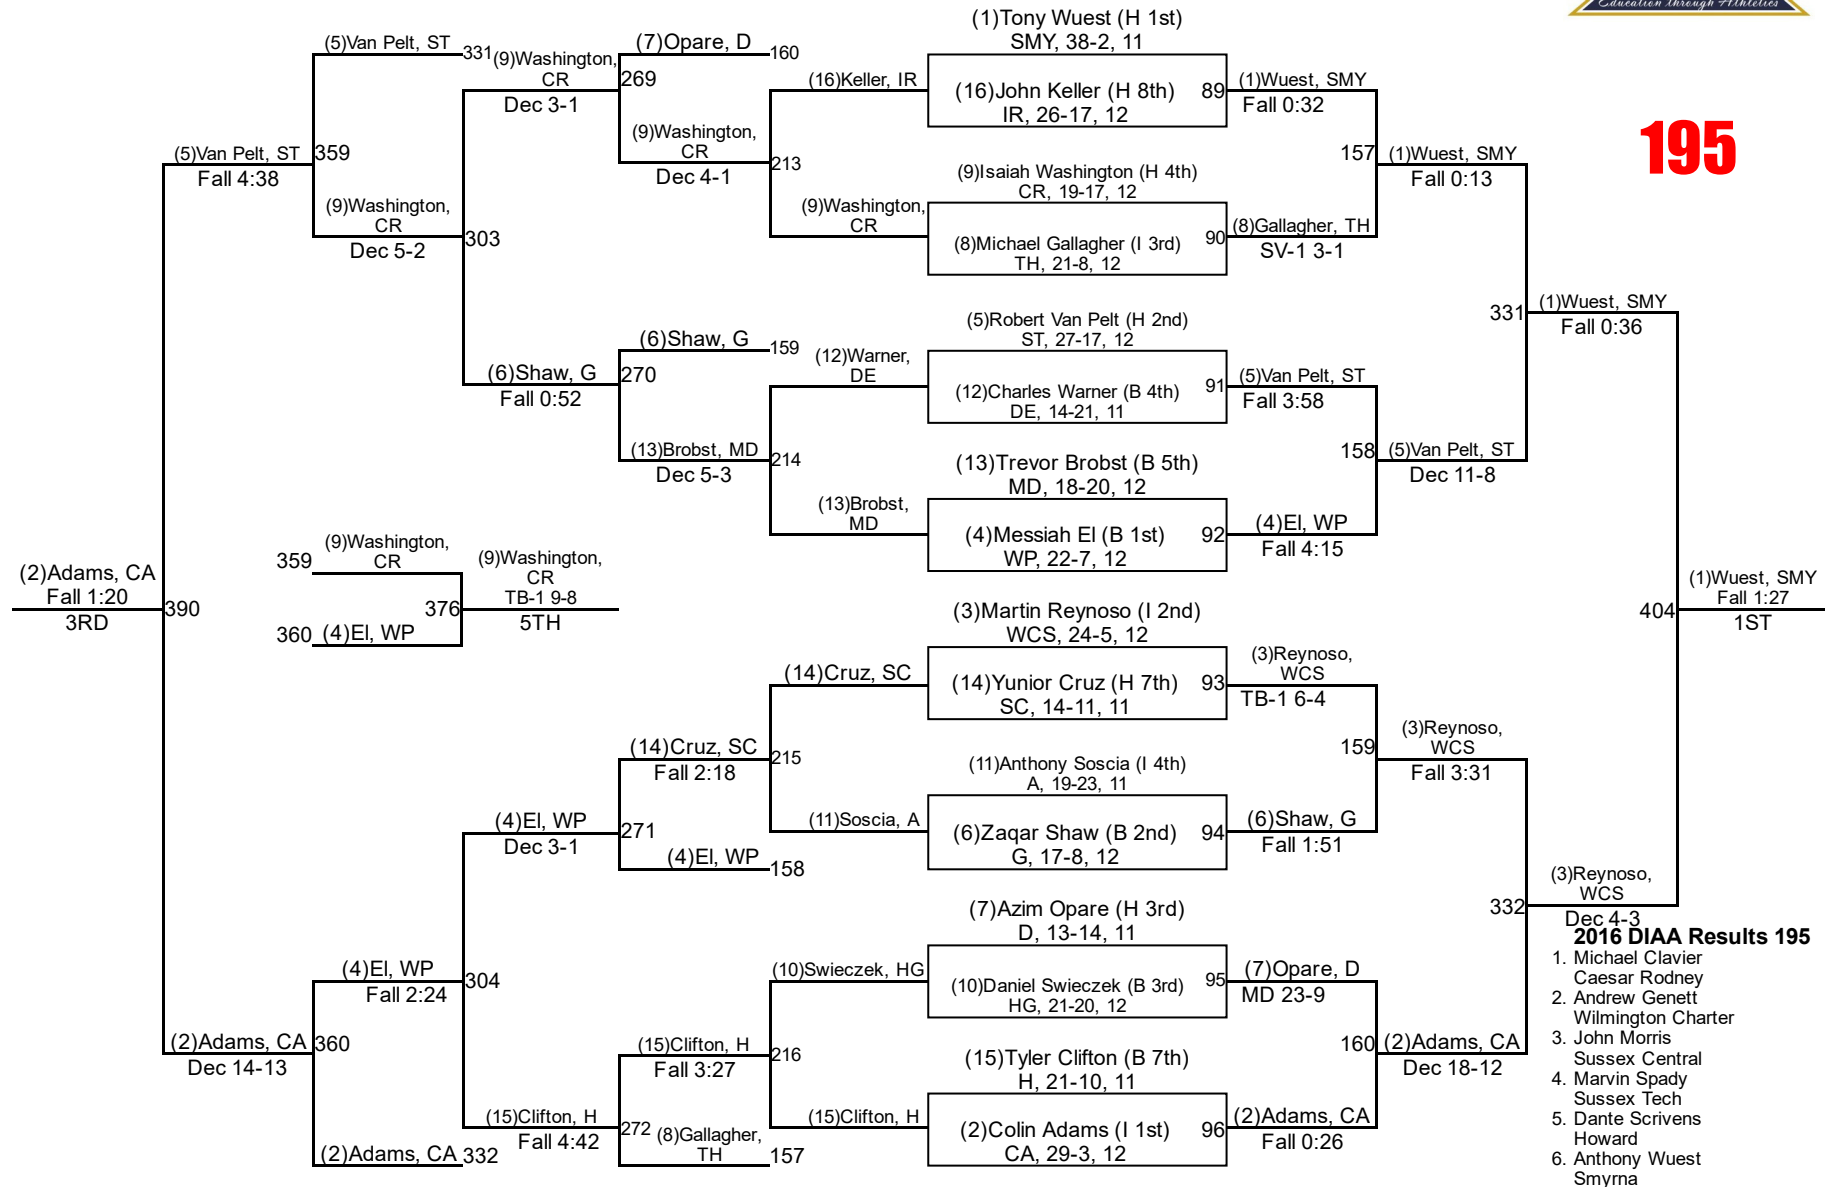 Education through Athletics
195
(1)Tony Wuest (H 1st)
SMY, 38-2, 11
(16)John Keller (H 8th)
IR, 26-17, 12
89
(9)Isaiah Washington (H 4th)
CR, 19-17, 12
(8)Michael Gallagher (I 3rd)
TH, 21-8, 12
90
(5)Robert Van Pelt (H 2nd)
ST, 27-17, 12
(12)Charles Warner (B 4th)
DE, 14-21, 11
91
(13)Trevor Brobst (B 5th)
MD, 18-20, 12
(4)Messiah El (B 1st)
WP, 22-7, 12
92
(3)Martin Reynoso (I 2nd)
WCS, 24-5, 12
(14)Yunior Cruz (H 7th)
SC, 14-11, 11
93
(11)Anthony Soscia (I 4th)
A, 19-23, 11
(6)Zaqar Shaw (B 2nd)
G, 17-8, 12
94
(7)Azim Opare (H 3rd)
D, 13-14, 11
(10)Daniel Swieczek (B 3rd)
HG, 21-20, 12
95
(15)Tyler Clifton (B 7th)
H, 21-10, 11
(2)Colin Adams (I 1st)
CA, 29-3, 12
96
(1)Wuest, SMY
Fall 0:32
157
(8)Gallagher, TH
SV-1 3-1
(5)Van Pelt, ST
Fall 3:58
158
(4)El, WP
Fall 4:15
(3)Reynoso,
WCS
TB-1 6-4
159
(6)Shaw, G
Fall 1:51
(7)Opare, D
MD 23-9
160
(2)Adams, CA
Fall 0:26
(1)Wuest, SMY
Fall 0:13
331
(5)Van Pelt, ST
Dec 11-8
(3)Reynoso,
WCS
Fall 3:31
332
(2)Adams, CA
Dec 18-12
(1)Wuest, SMY
Fall 0:36
404
(3)Reynoso,
WCS
Dec 4-3
(1)Wuest, SMY
Fall 1:27
1ST
(16)Keller, IR
213
(9)Washington,
CR
(12)Warner,
DE
214
(13)Brobst,
MD
(14)Cruz, SC
215
(11)Soscia, A
(10)Swieczek, HG
216
(15)Clifton, H
(7)Opare, D
160
269
(9)Washington,
CR
Dec 4-1
(6)Shaw, G
159
270
(13)Brobst, MD
Dec 5-3
(14)Cruz, SC
Fall 2:18
271
(4)El, WP
158
(15)Clifton, H
Fall 3:27
272
(8)Gallagher,
TH
157
(9)Washington,
CR
Dec 3-1
303
(6)Shaw, G
Fall 0:52
(4)El, WP
Dec 3-1
304
(15)Clifton, H
Fall 4:42
(5)Van Pelt, ST
331
359
(9)Washington,
CR
Dec 5-2
(4)El, WP
Fall 2:24
360
(2)Adams, CA
332
(5)Van Pelt, ST
Fall 4:38
390
(2)Adams, CA
Dec 14-13
(2)Adams, CA
Fall 1:20
3RD
359
(9)Washington,
CR
376
360
(4)El, WP
(9)Washington,
CR
TB-1 9-8
5TH
2016 DIAA Results 195
1. Michael Clavier
Caesar Rodney
2. Andrew Genett
Wilmington Charter
3. John Morris
Sussex Central
4. Marvin Spady
Sussex Tech
5. Dante Scrivens
Howard
6. Anthony Wuest
Smyrna